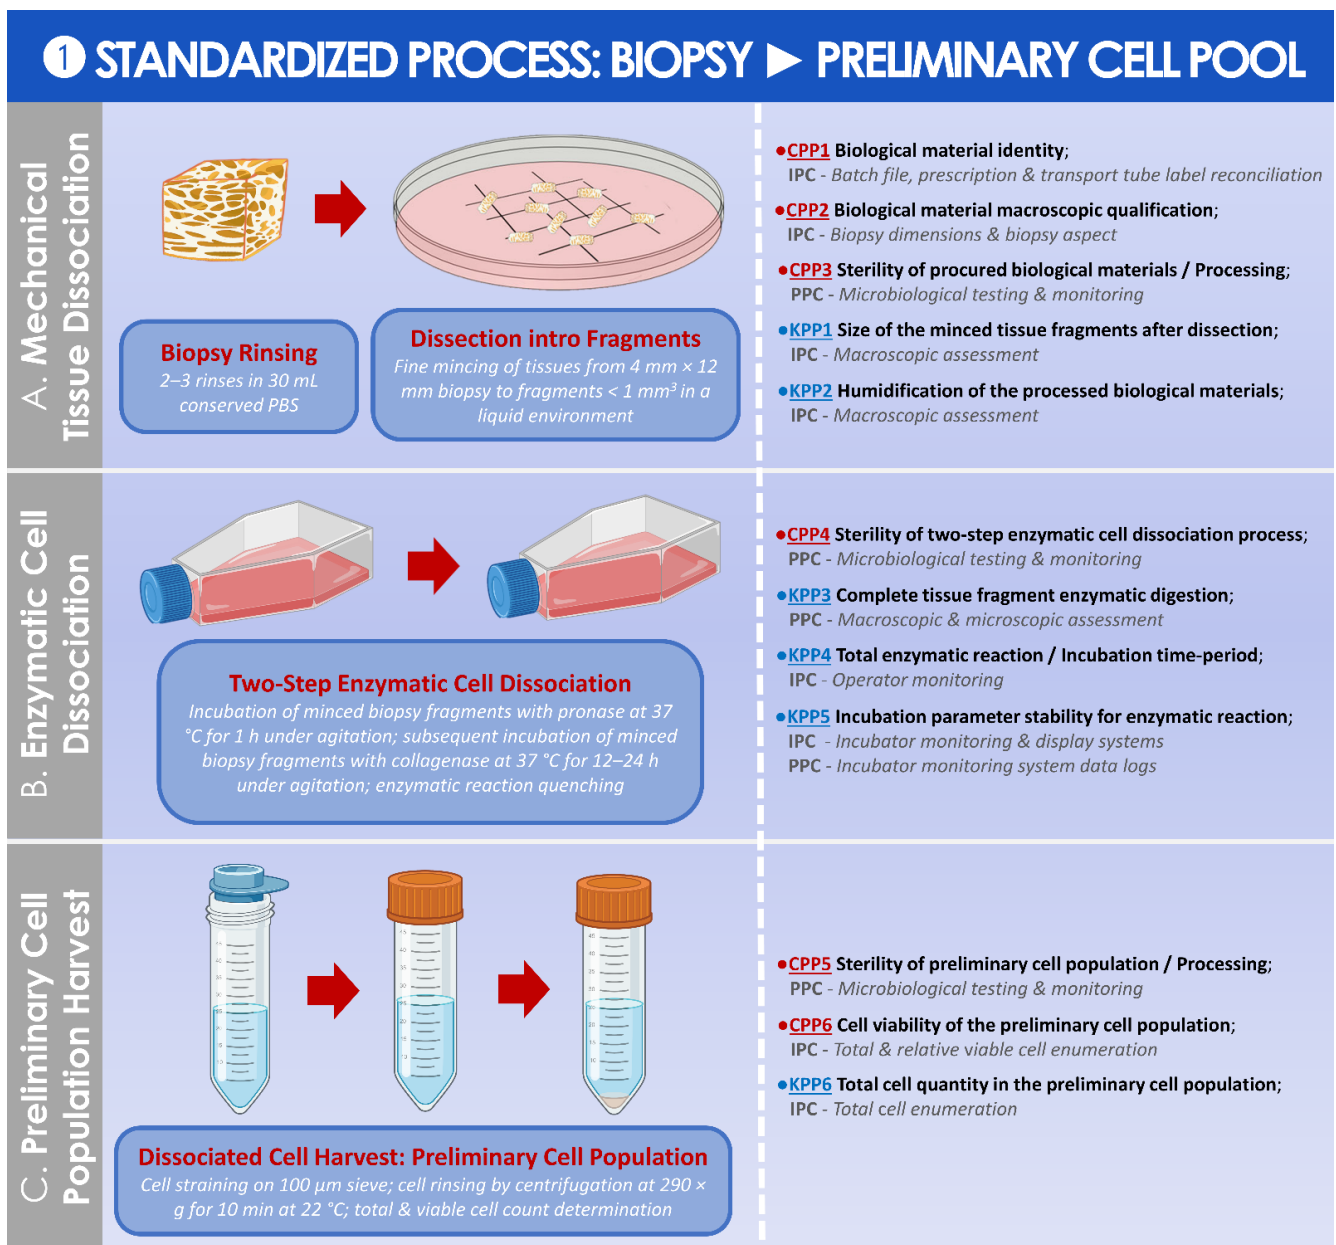 1 STANDARDIZED PROCESS: BIOPSY ► PRELIMINARY CELL POOL
A. Mechanical
Tissue Dissociation
Biopsy Rinsing
2–3 rinses in 30 mL
conserved PBS
Dissection intro Fragments
Fine mincing of tissues from 4 mm × 12
mm biopsy to fragments < 1 mm³ in a
liquid environment
●CPP1 Biological material identity;
IPC - Batch file, prescription & transport tube label reconciliation
●CPP2 Biological material macroscopic qualification;
IPC - Biopsy dimensions & biopsy aspect
●CPP3 Sterility of procured biological materials / Processing;
PPC - Microbiological testing & monitoring
●KPP1 Size of the minced tissue fragments after dissection;
IPC - Macroscopic assessment
●KPP2 Humidification of the processed biological materials;
IPC - Macroscopic assessment
B. Enzymatic Cell
Dissociation
Two-Step Enzymatic Cell Dissociation
Incubation of minced biopsy fragments with pronase at 37
°C for 1 h under agitation; subsequent incubation of minced
biopsy fragments with collagenase at 37 °C for 12–24 h
under agitation; enzymatic reaction quenching
●CPP4 Sterility of two-step enzymatic cell dissociation process;
PPC - Microbiological testing & monitoring
●KPP3 Complete tissue fragment enzymatic digestion;
PPC - Macroscopic & microscopic assessment
●KPP4 Total enzymatic reaction / Incubation time-period;
IPC - Operator monitoring
●KPP5 Incubation parameter stability for enzymatic reaction;
IPC - Incubator monitoring & display systems
PPC - Incubator monitoring system data logs
C. Preliminary Cell
Population Harvest
Dissociated Cell Harvest: Preliminary Cell Population
Cell straining on 100 µm sieve; cell rinsing by centrifugation at 290 ×
g for 10 min at 22 °C; total & viable cell count determination
●CPP5 Sterility of preliminary cell population / Processing;
PPC - Microbiological testing & monitoring
●CPP6 Cell viability of the preliminary cell population;
IPC - Total & relative viable cell enumeration
●KPP6 Total cell quantity in the preliminary cell population;
IPC - Total cell enumeration